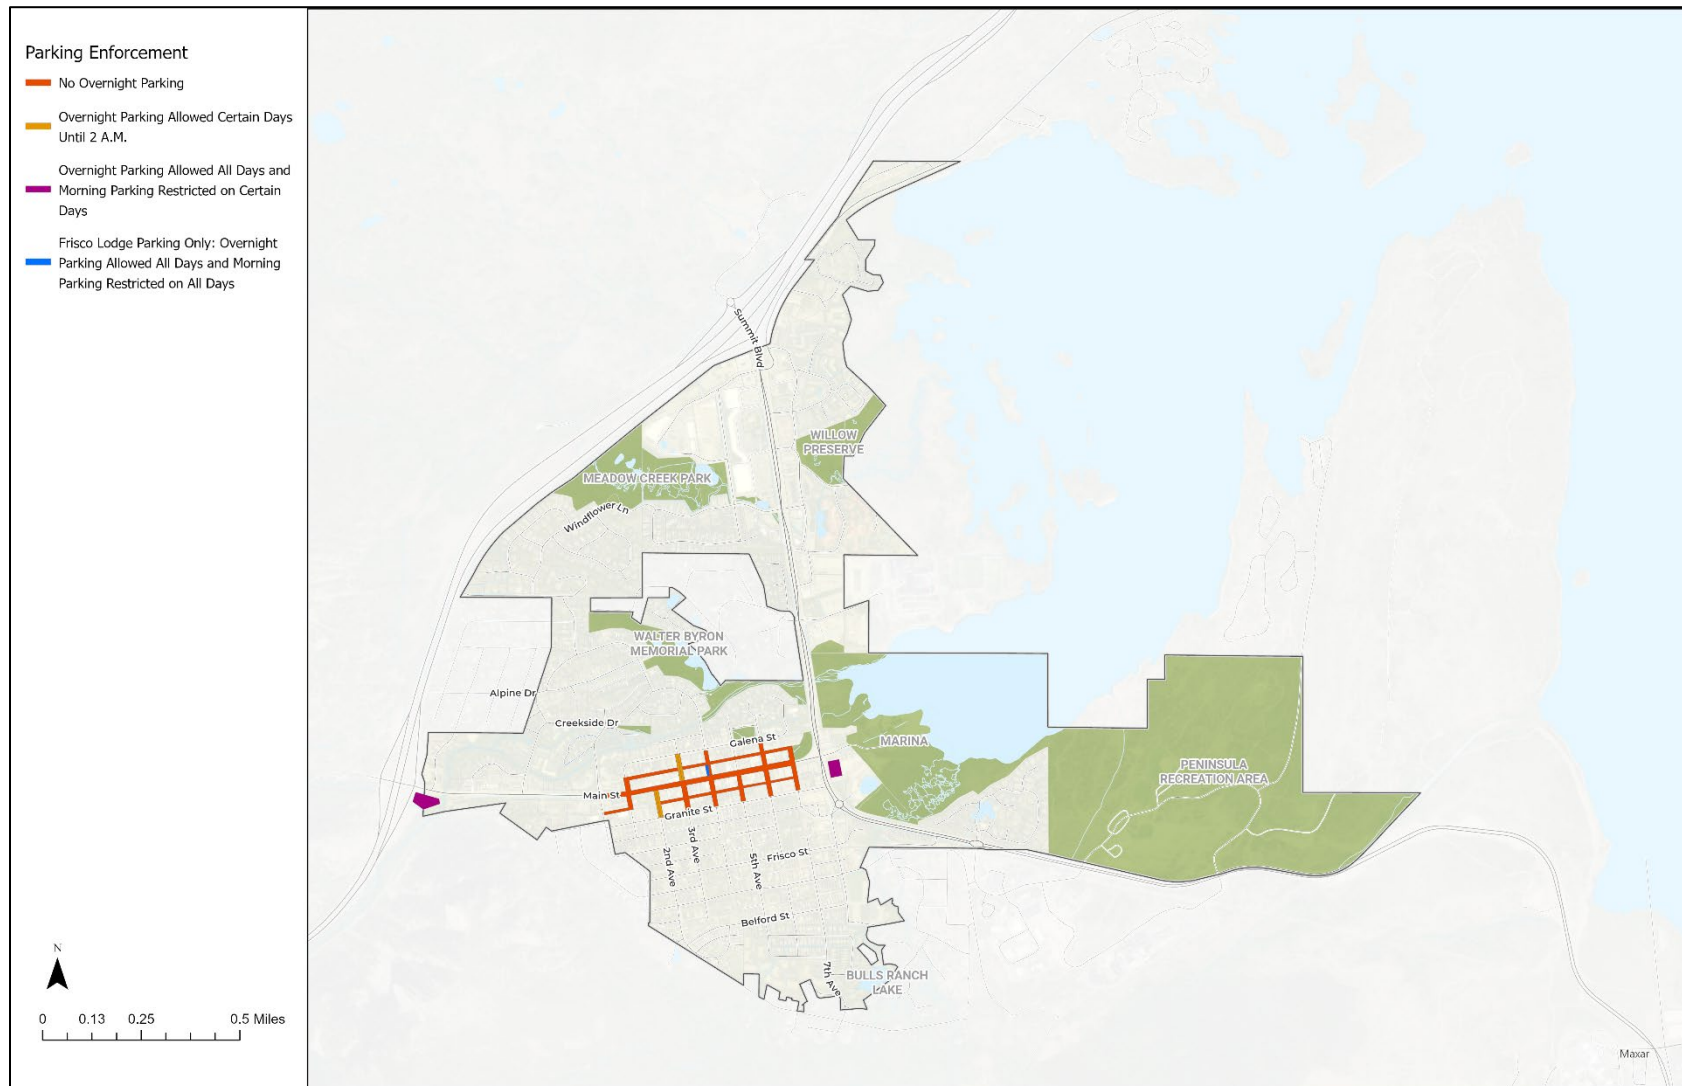 Parking Enforcement
No Overnight Parking
Overnight Parking Allowed Certain Days
Until 2 A.M.
Overnight Parking Allowed All Days and
Morning Parking Restricted on Certain
Days
Frisco Lodge Parking Only: Overnight
Parking Allowed All Days and Morning
Parking Restricted on All Days
Summit Blvd
WILLOW
PRESERVE
MEADOW CREEK PARK
Windflower Ln
WALTER BYRON
MEMORIAL PARK
Alpine Dr
Creekside Dr
Galena St
MARINA
PENINSULA
RECREATION AREA
Main St
Granite St
3rd Ave
2nd Ave
5th Ave
Frisco St
Belford St
7th Ave
BULLS RANCH
LAKE
N
0 0.13 0.25 0.5 Miles
Maxar